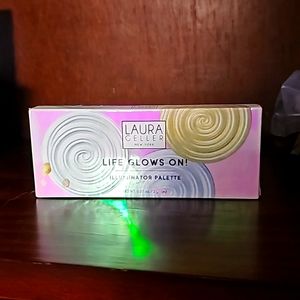 LAURA
GELLER
NEW YORK
LIFE GLOWS ON!
ILLUMINATOR PALETTE